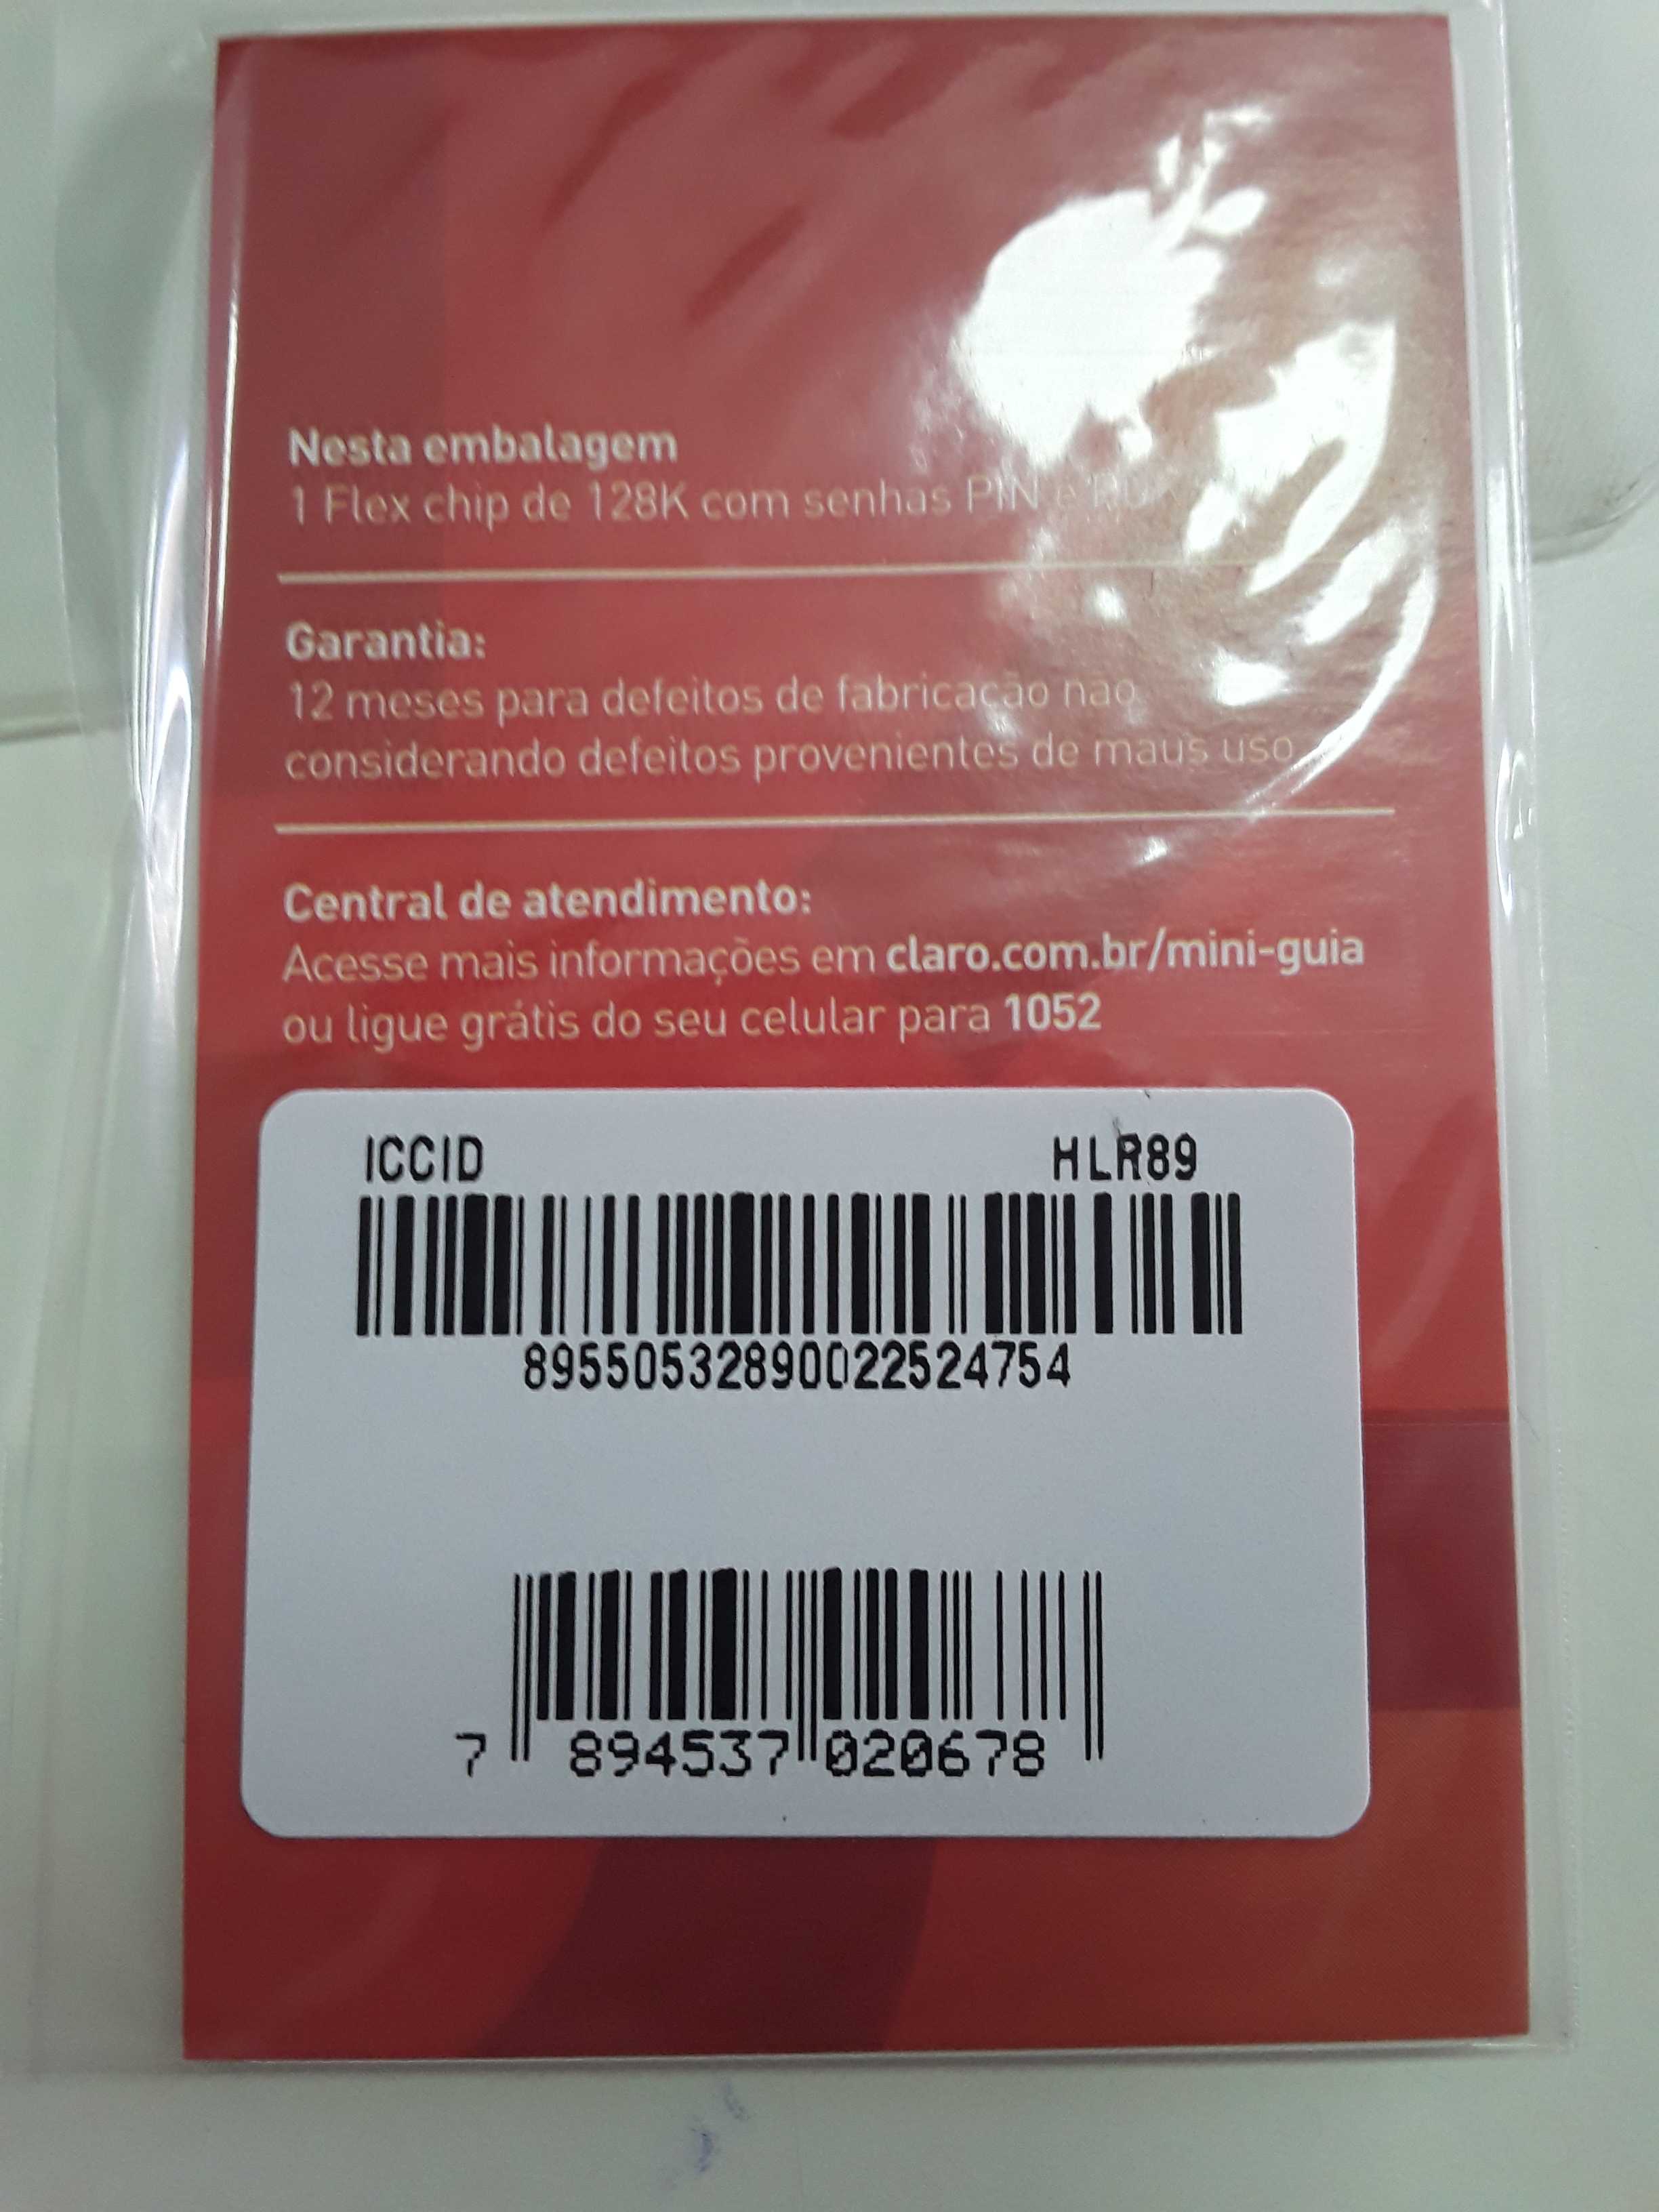 Nesta embalagem
1 Flex chip de 128K com senhas PIN e PUK
Garantia:
12 meses para defeitos de fabricação não
considerando defeitos provenientes de maus uso
Central de atendimento:
Acesse mais informações em claro.com.br/mini-guia
ou ligue grátis do seu celular para 1052
ICCID HLR89
89550532890022524754
7 894537 020678